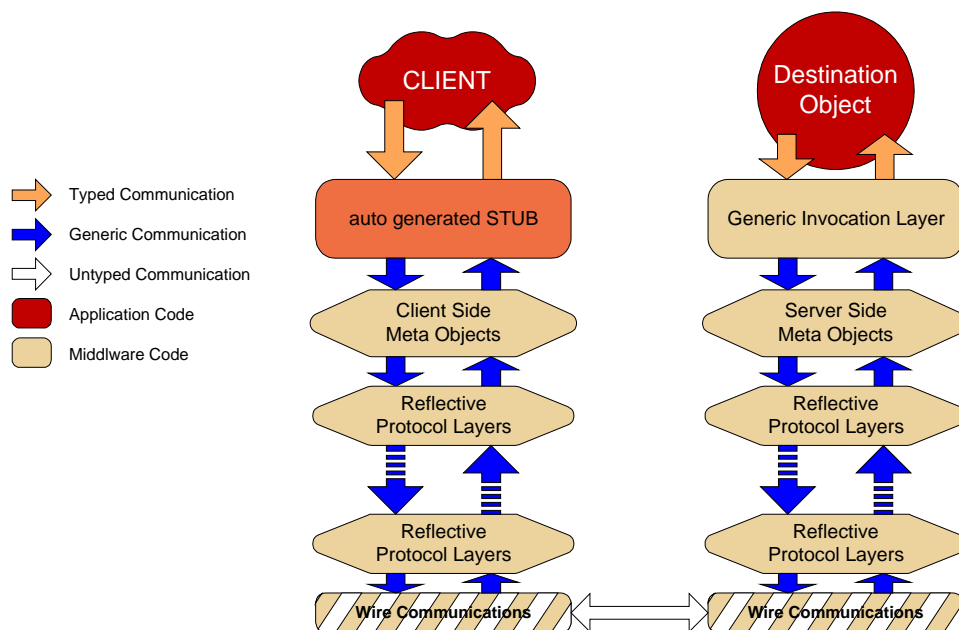 CLIENT
Destination
Object
Typed Communication
Generic Communication
Untyped Communication
Application Code
Middlware Code
auto generated STUB
Generic Invocation Layer
Client Side
Meta Objects
Server Side
Meta Objects
Reflective
Protocol Layers
Reflective
Protocol Layers
Reflective
Protocol Layers
Reflective
Protocol Layers
Wire Communications
Wire Communications